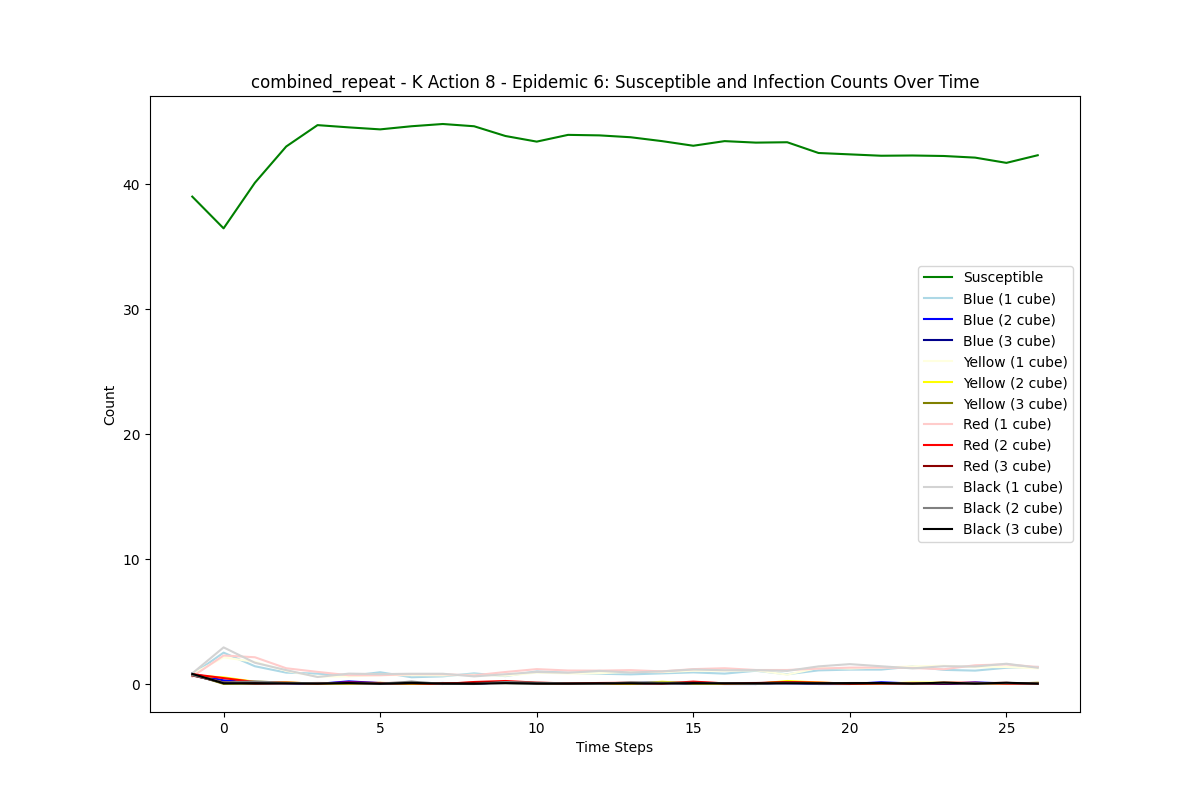 combined_repeat - K Action 8 - Epidemic 6: Susceptible and Infection Counts Over Time
Count
40
30
20
10
0
Susceptible
Blue (1 cube)
Blue (2 cube)
Blue (3 cube)
Yellow (1 cube)
Yellow (2 cube)
Yellow (3 cube)
Red (1 cube)
Red (2 cube)
Red (3 cube)
Black (1 cube)
Black (2 cube)
Black (3 cube)
0 5 10 15 20 25
Time Steps